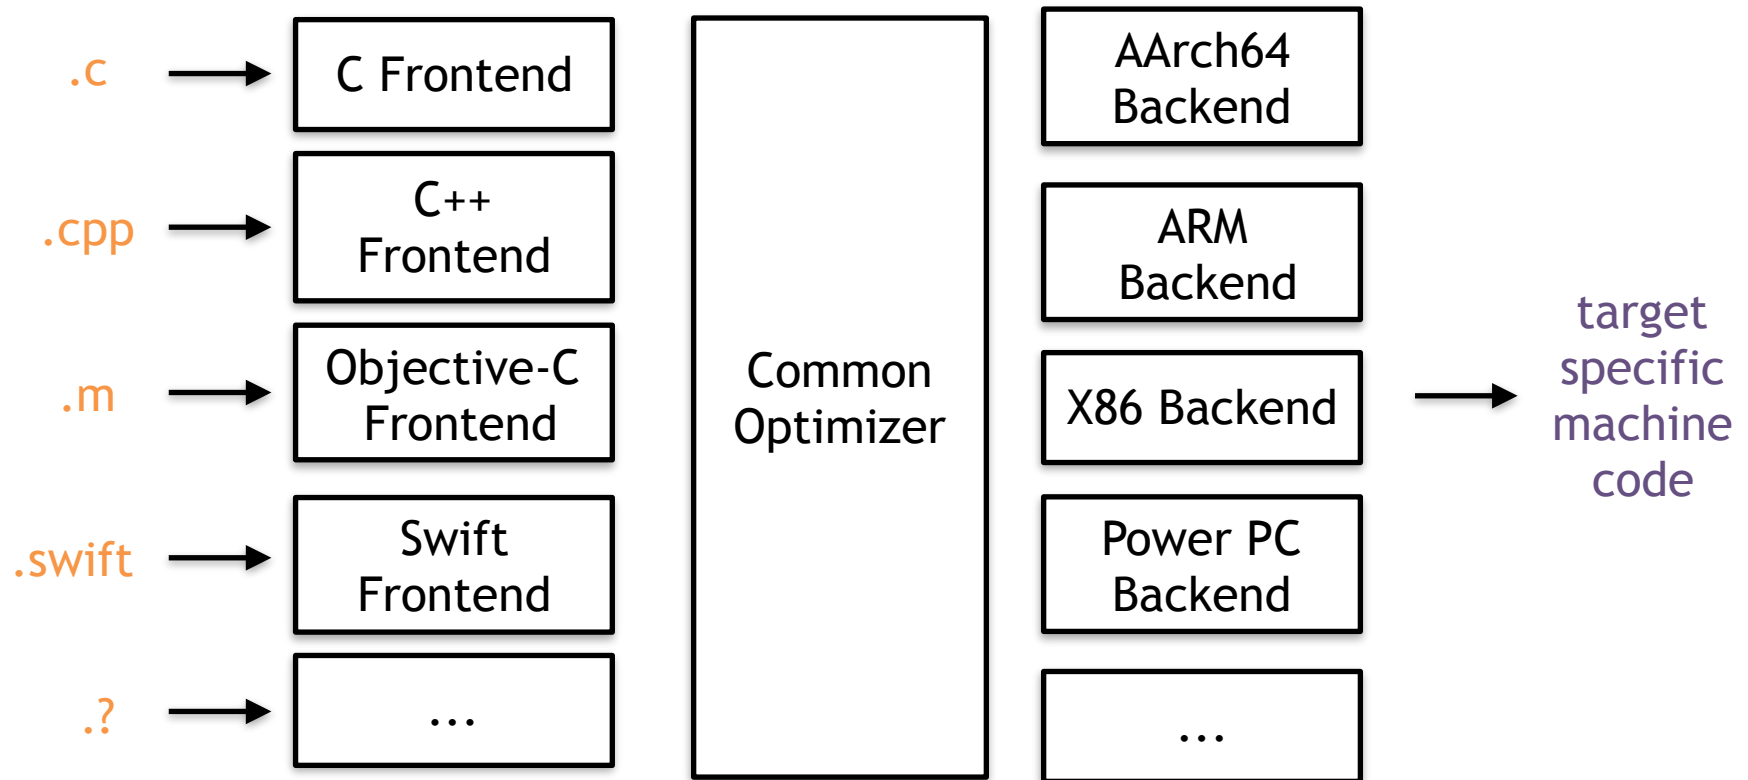 .c
C Frontend
.cpp
C++
Frontend
.m
Objective-C
Frontend
.swift
Swift
Frontend
.?
...
Common
Optimizer
AArch64
Backend
ARM
Backend
X86 Backend
Power PC
Backend
...
target
specific
machine
code